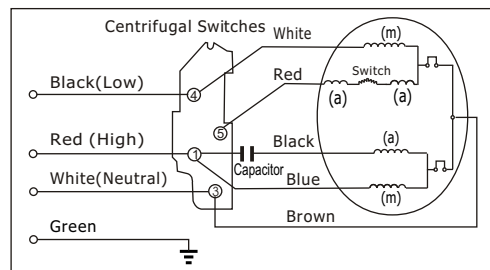 Centrifugal Switches
White
(m)
Black(Low)
Red
Switch
(a)
(a)
4
5
Red (High)
1
Capacitor
Black
(a)
White(Neutral)
3
Blue
(m)
Brown
Green